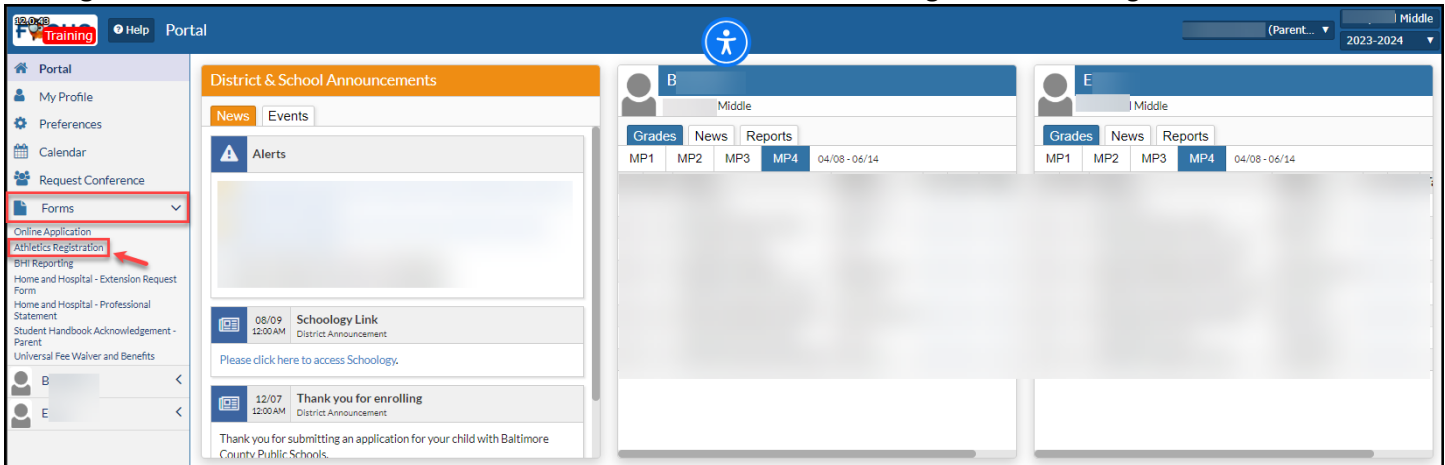 12.0.43
Training
Help
Portal
(Parent...
Middle
2023-2024
Portal
My Profile
Preferences
Calendar
Request Conference
Forms
Online Application
Athletics Registration
BHI Reporting
Home and Hospital - Extension Request
Form
Home and Hospital - Professional
Statement
Student Handbook Acknowledgement -
Parent
Universal Fee Waiver and Benefits
B
E
District & School Announcements
News Events
Alerts
08/09 Schoology Link
12:00 AM District Announcement
Please click here to access Schoology.
12/07 Thank you for enrolling
12:00 AM District Announcement
Thank you for submitting an application for your child with Baltimore
County Public Schools.
B
Middle
Grades News Reports
MP1 MP2 MP3 MP4 04/08 - 06/14
E
Middle
Grades News Reports
MP1 MP2 MP3 MP4 04/08 - 06/14